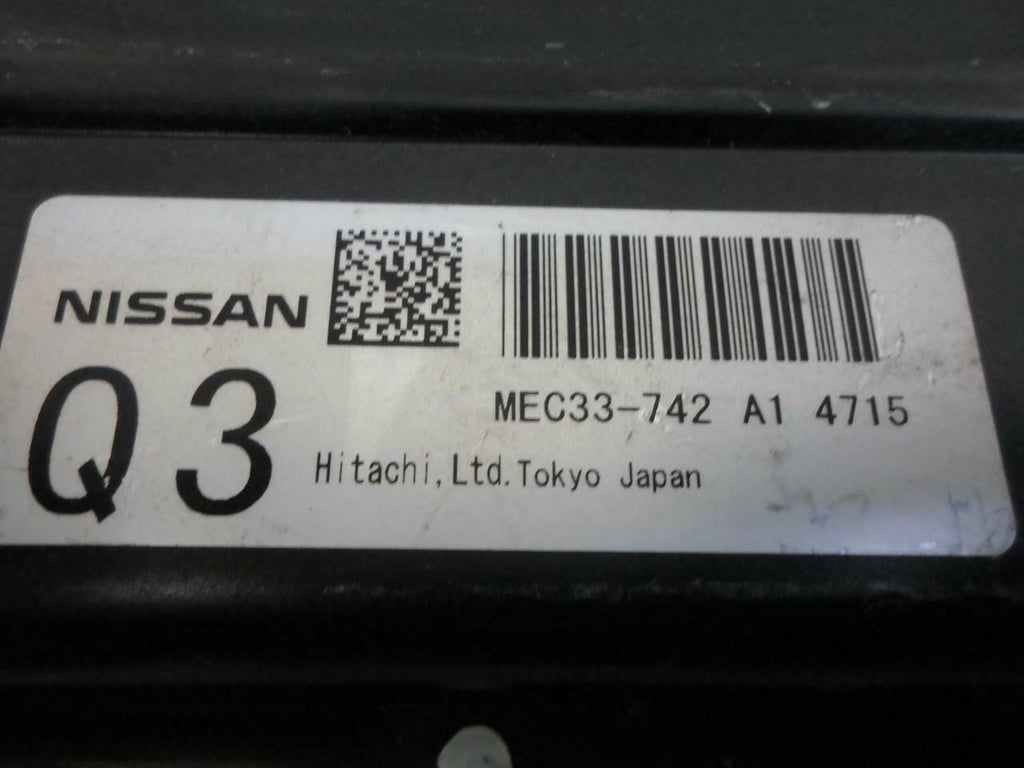 NISSAN
Q3
MEC33-742 A1 4715
Hitachi,Ltd.Tokyo Japan